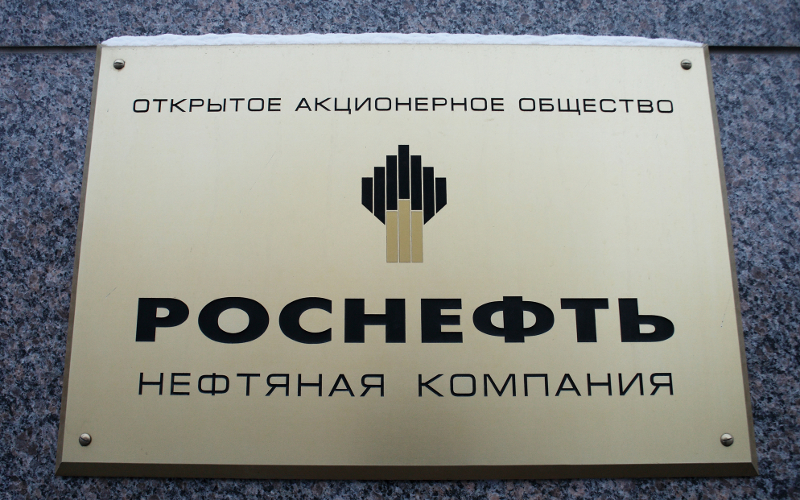 ОТКРЫТОЕ АКЦИОНЕРНОЕ ОБЩЕСТВО
РОСНЕФТЬ
НЕФТЯНАЯ КОМПАНИЯ